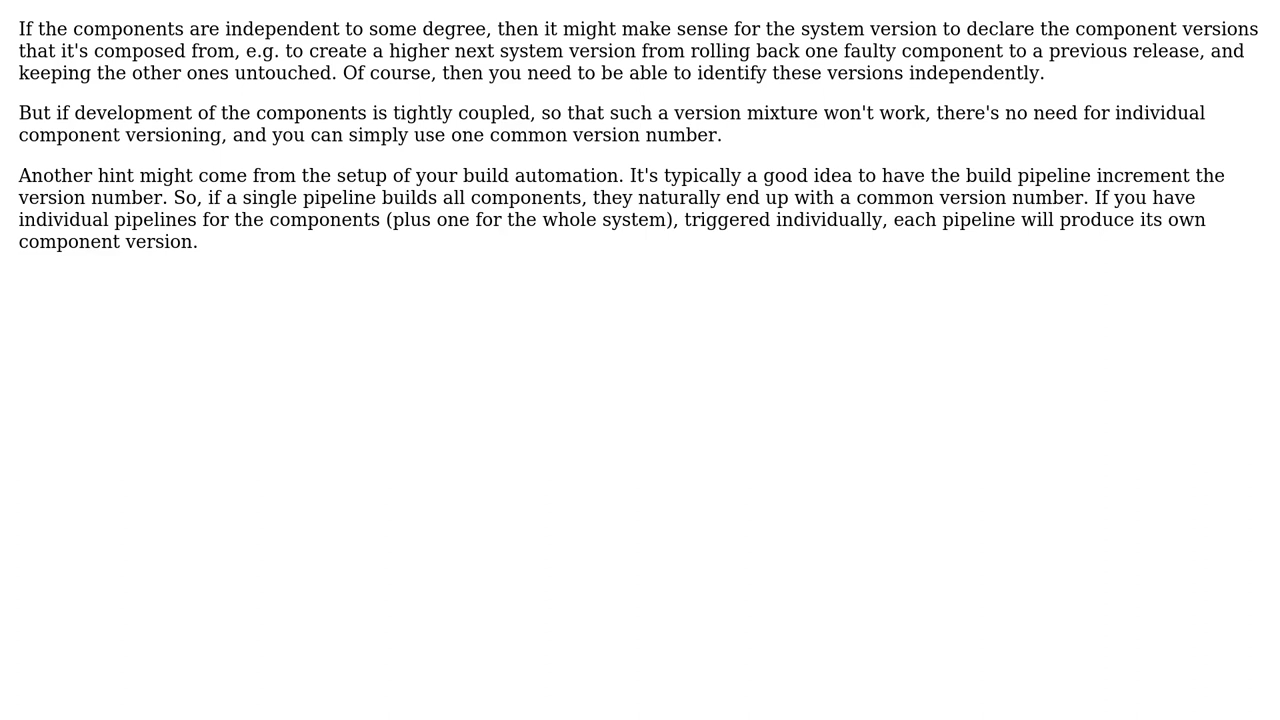 If the components are independent to some degree, then it might make sense for the system version to declare the component versions
that it's composed from, e.g. to create a higher next system version from rolling back one faulty component to a previous release, and
keeping the other ones untouched. Of course, then you need to be able to identify these versions independently.
But if development of the components is tightly coupled, so that such a version mixture won't work, there's no need for individual
component versioning, and you can simply use one common version number.
Another hint might come from the setup of your build automation. It's typically a good idea to have the build pipeline increment the
version number. So, if a single pipeline builds all components, they naturally end up with a common version number. If you have
individual pipelines for the components (plus one for the whole system), triggered individually, each pipeline will produce its own
component version.